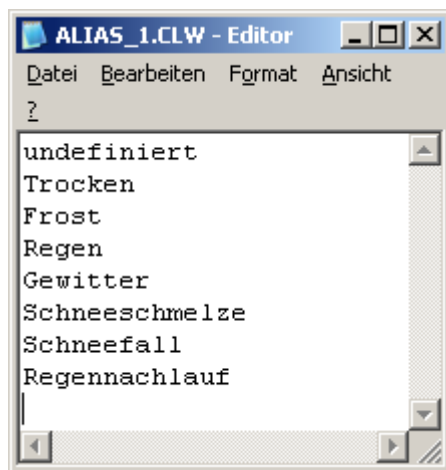 ALIAS_1.CLW - Editor
Datei Bearbeiten Format Ansicht
?
undefiniert
Trocken
Frost
Regen
Gewitter
Schneeschmelze
Schneefall
Regennachlauf